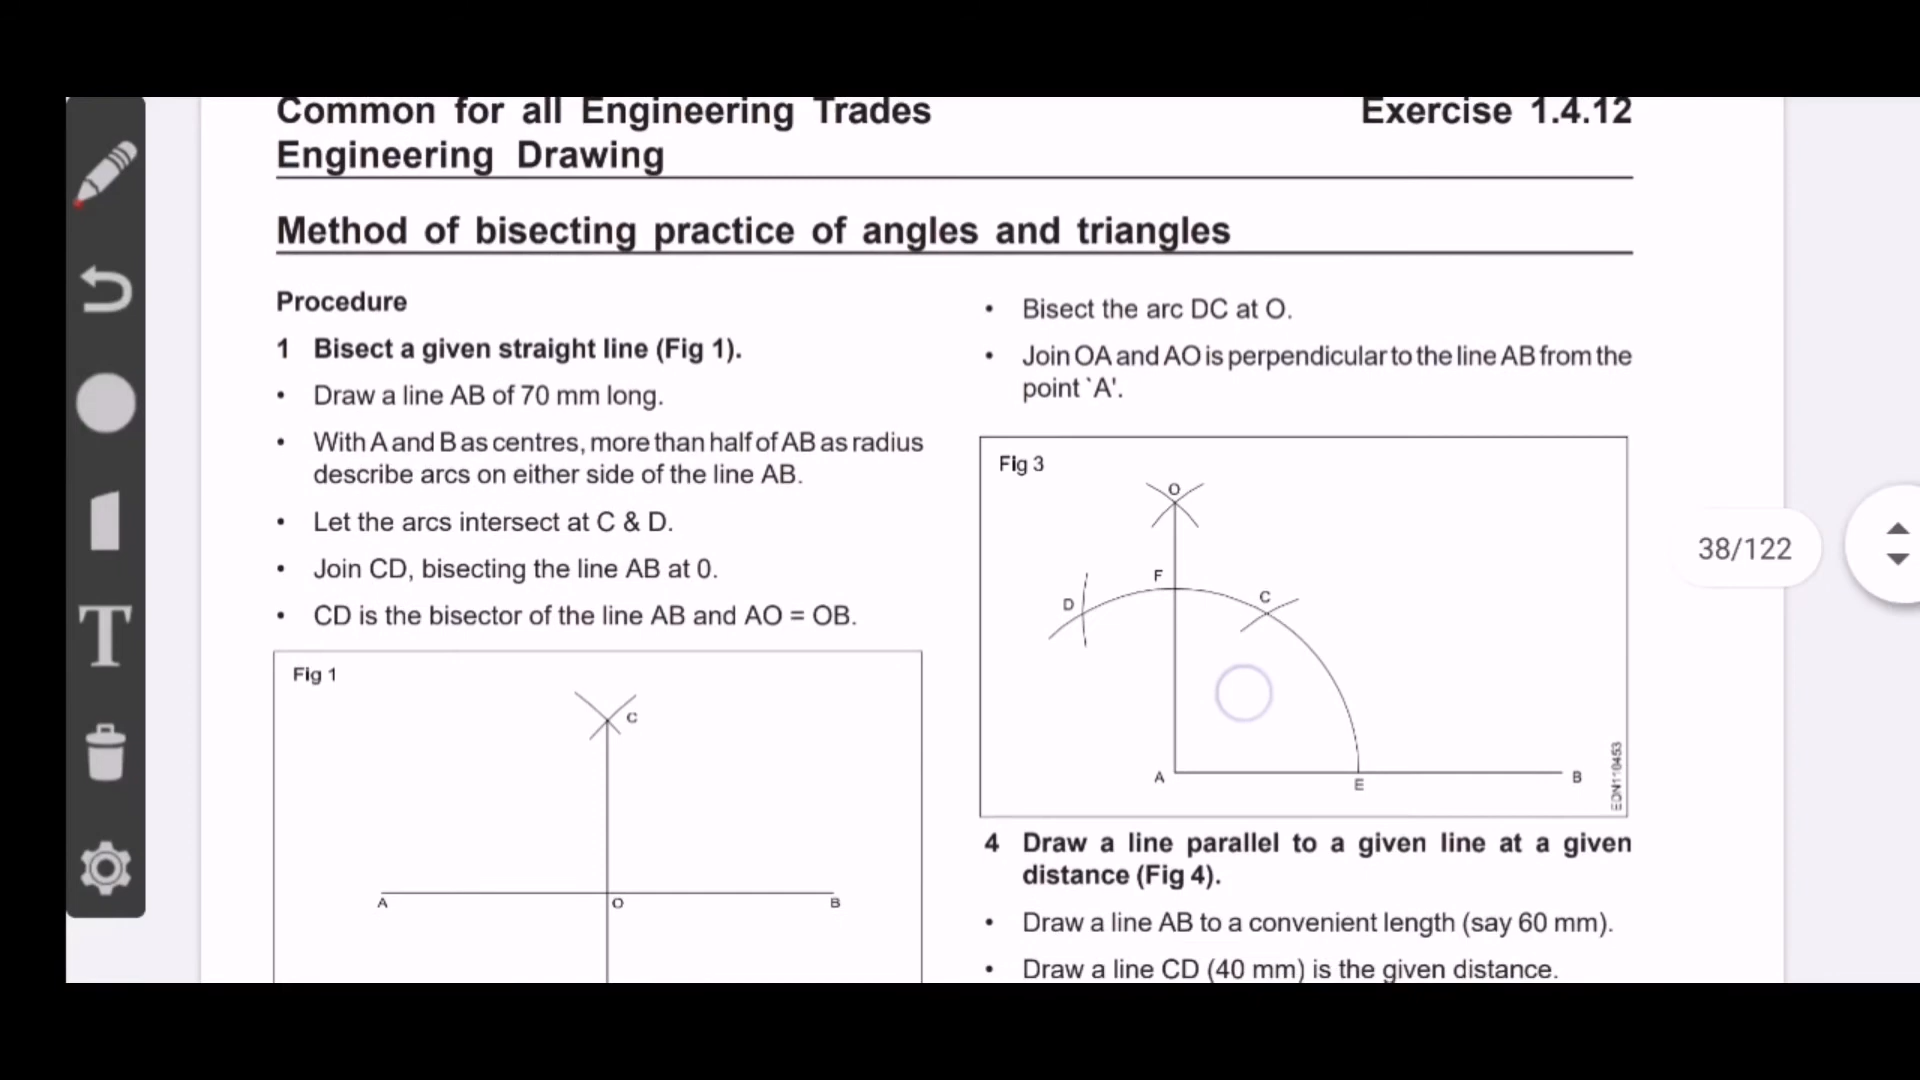 Common for all Engineering Trades
Exercise 1.4.12
Engineering Drawing
Method of bisecting practice of angles and triangles
Procedure
1 Bisect a given straight line (Fig 1).
• Draw a line AB of 70 mm long.
• With A and B as centres, more than half of AB as radius
describe arcs on either side of the line AB.
• Let the arcs intersect at C & D.
• Join CD, bisecting the line AB at 0.
• CD is the bisector of the line AB and AO = OB.
Fig 1
C
A
O
B
• Bisect the arc DC at O.
• Join OA and AO is perpendicular to the line AB from the
point `A'.
Fig 3
O
F
D
C
A
E
B
EDN110453
4 Draw a line parallel to a given line at a given
distance (Fig 4).
• Draw a line AB to a convenient length (say 60 mm).
• Draw a line CD (40 mm) is the given distance.
38/122
T